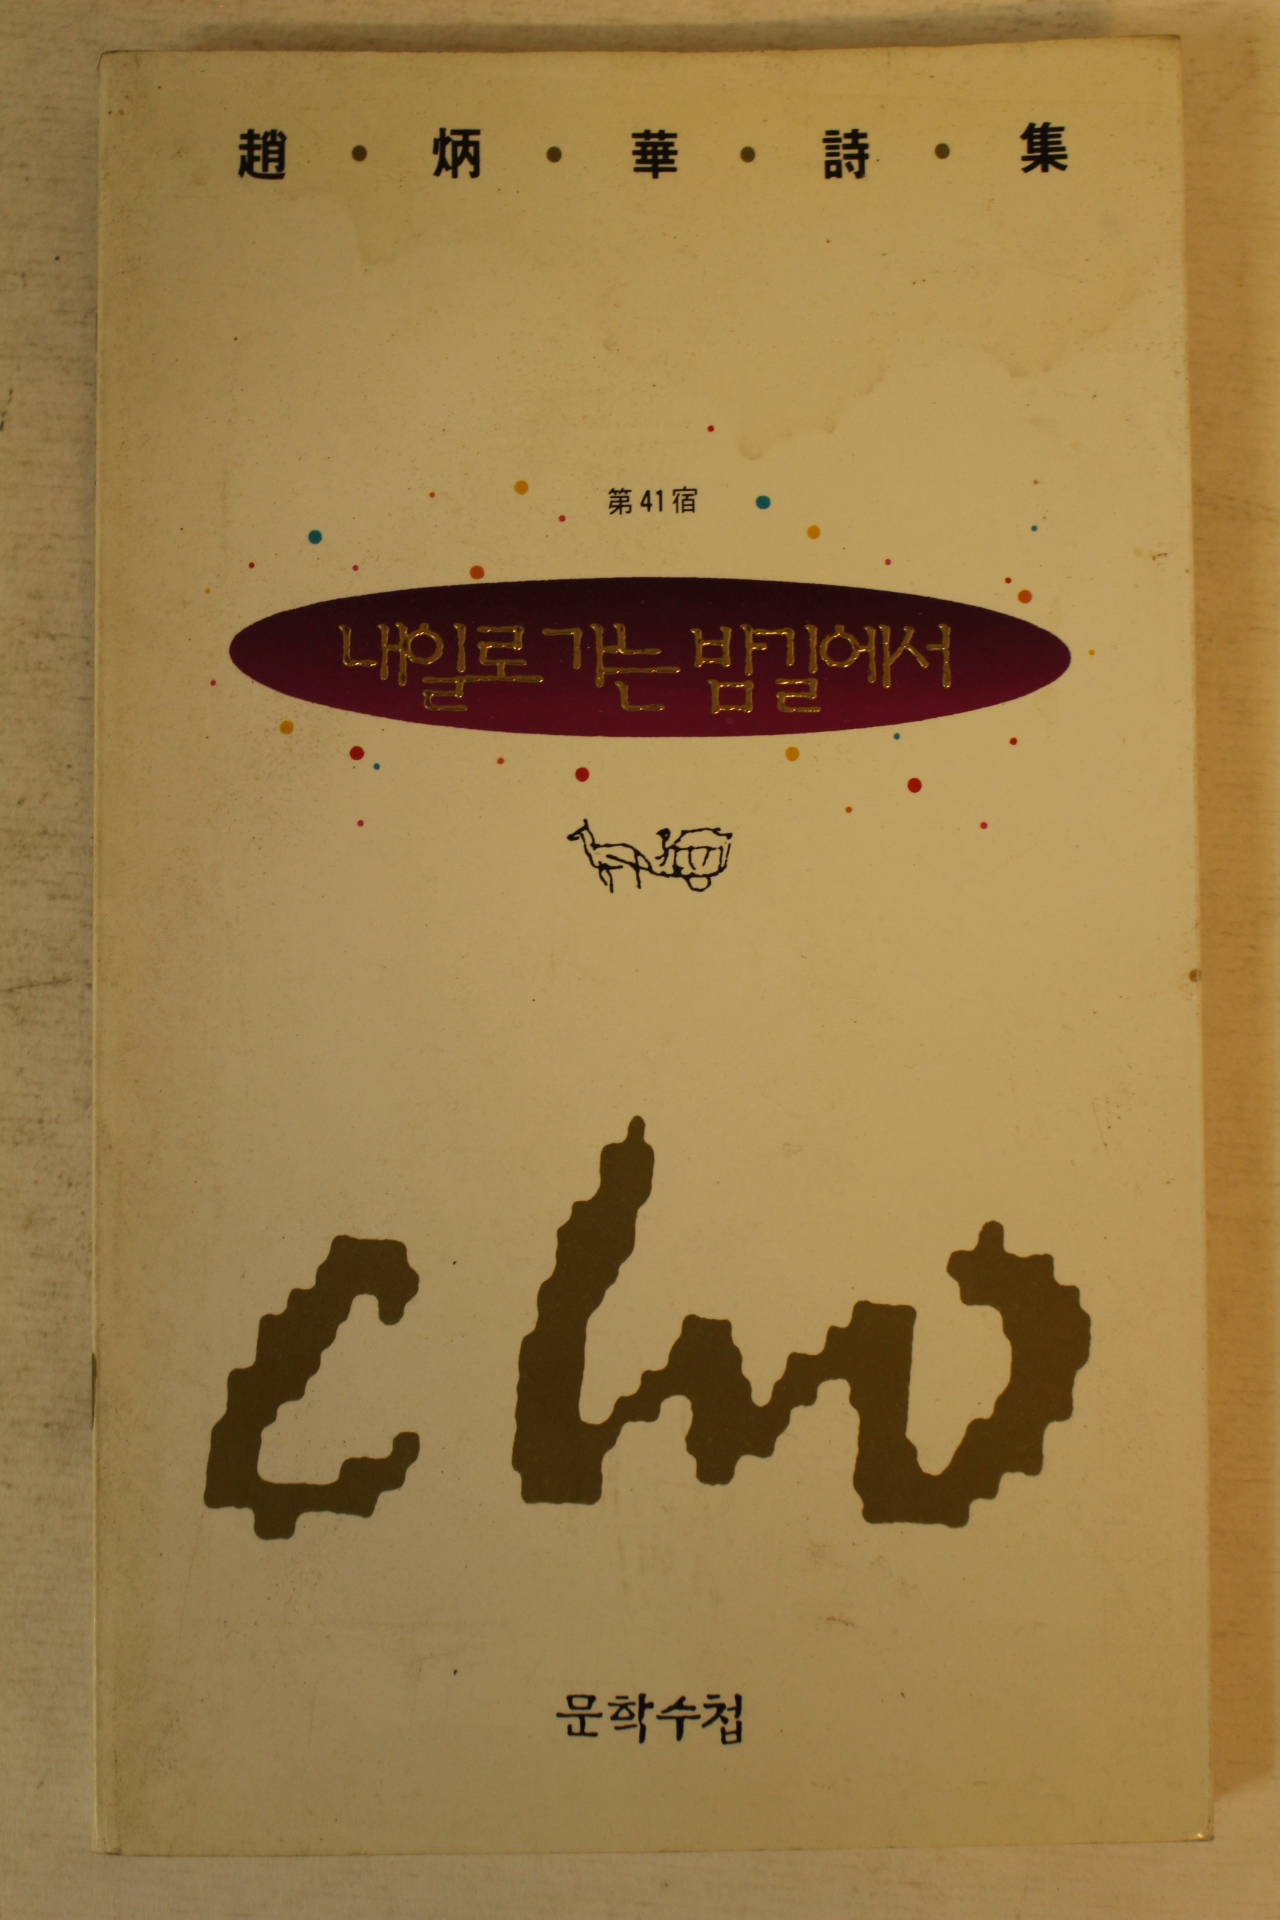 趙・炳・華・詩・集
第41宿
내일로 가는 밤길에서
cho
문학수첩